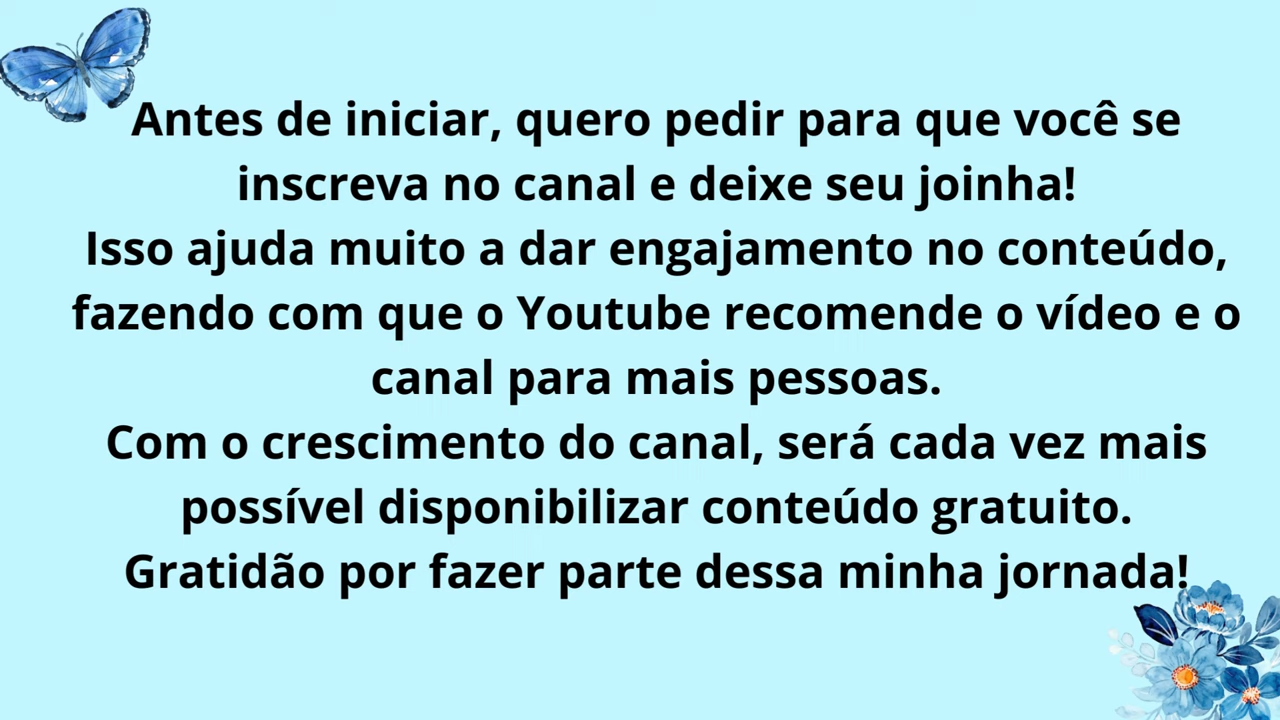 Antes de iniciar, quero pedir para que você se
inscreva no canal e deixe seu joinha!
Isso ajuda muito a dar engajamento no conteúdo,
fazendo com que o Youtube recomende o vídeo e o
canal para mais pessoas.
Com o crescimento do canal, será cada vez mais
possível disponibilizar conteúdo gratuito.
Gratidão por fazer parte dessa minha jornada!